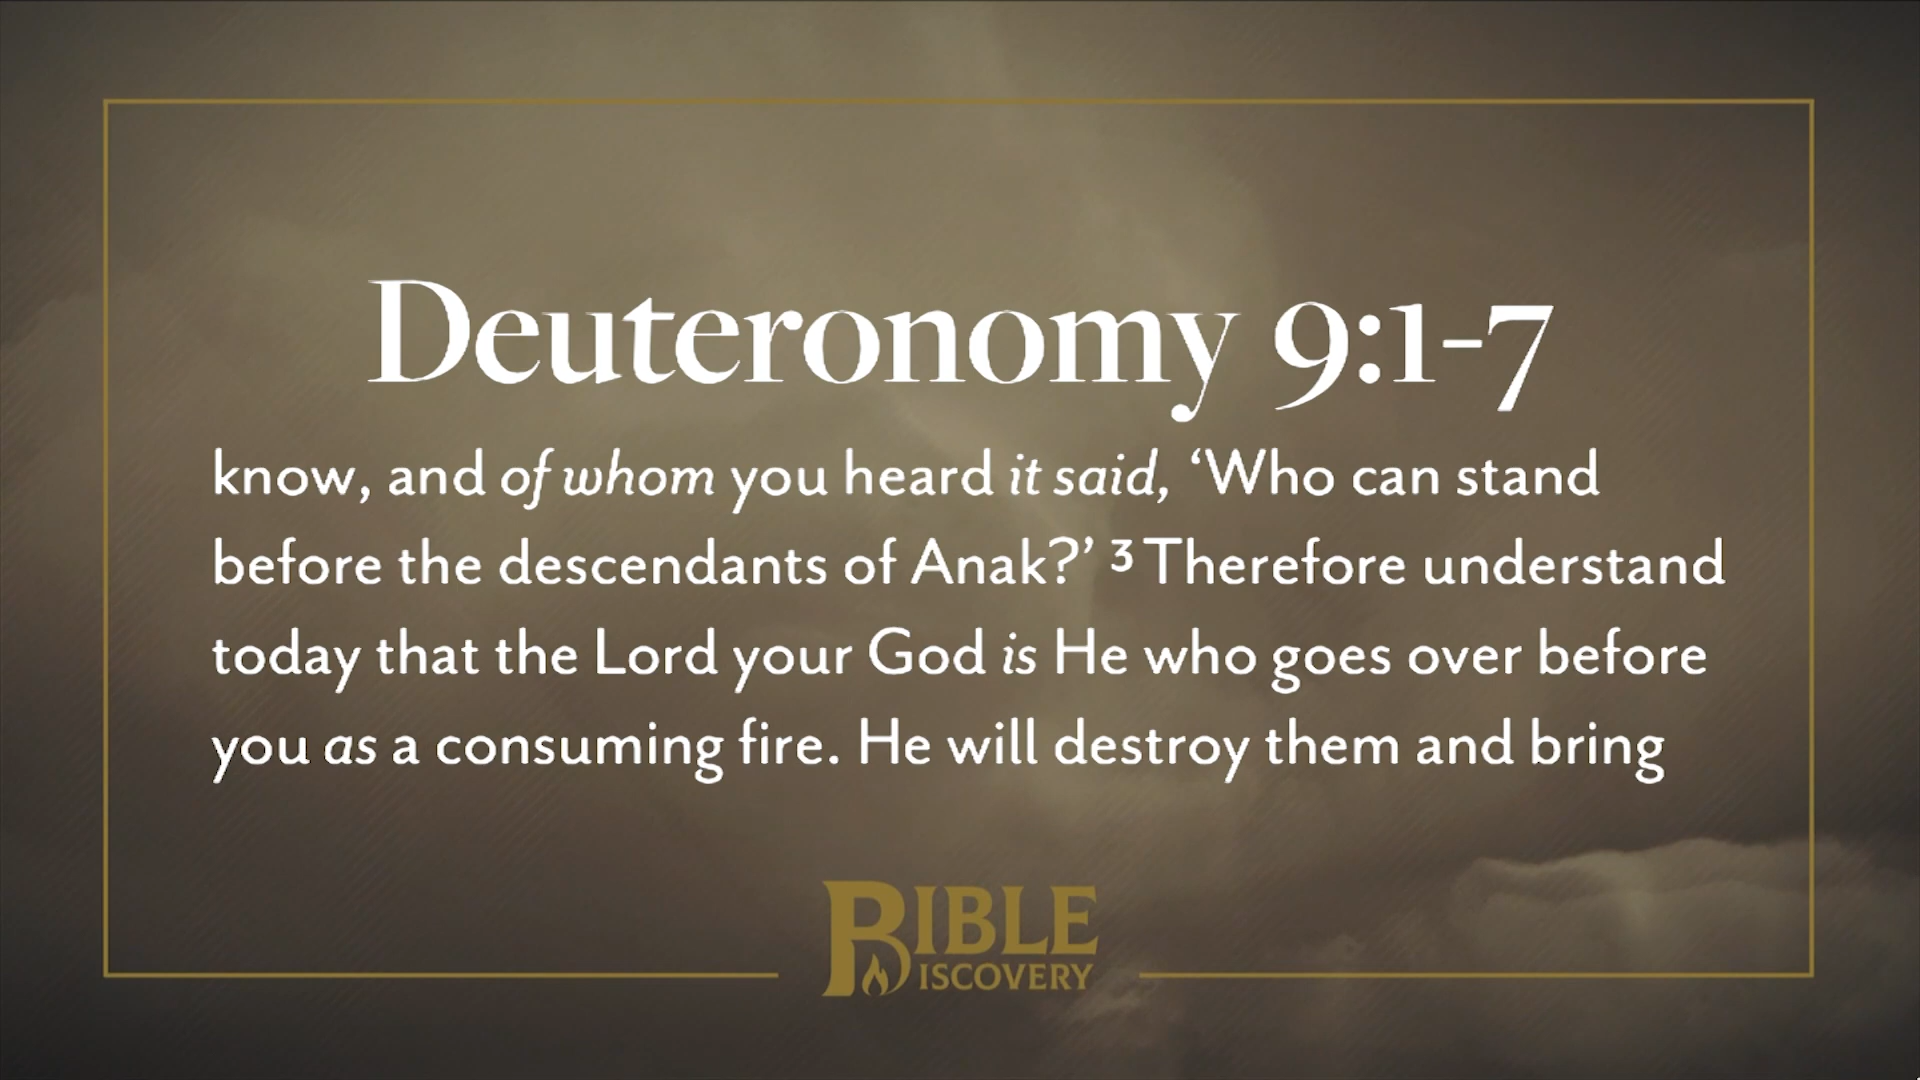 Deuteronomy 9:1-7
know, and of whom you heard it said, ‘Who can stand
before the descendants of Anak?’ ³ Therefore understand
today that the Lord your God is He who goes over before
you as a consuming fire. He will destroy them and bring
BIBLE
DISCOVERY